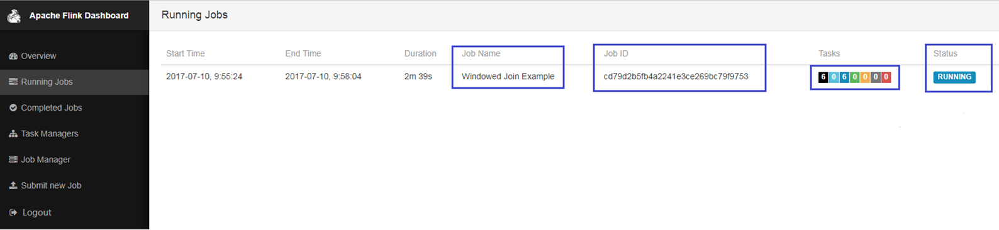 Apache Flink Dashboard
Running Jobs
Overview
Running Jobs
Completed Jobs
Task Managers
Job Manager
Submit new Job
Logout
Start Time End Time Duration Job Name Job ID Tasks Status
2017-07-10, 9:55:24 2017-07-10, 9:58:04 2m 39s Windowed Join Example cd79d2b5fb4a2241e3ce269bc79f9753 6 0 6 0 0 0 0 RUNNING